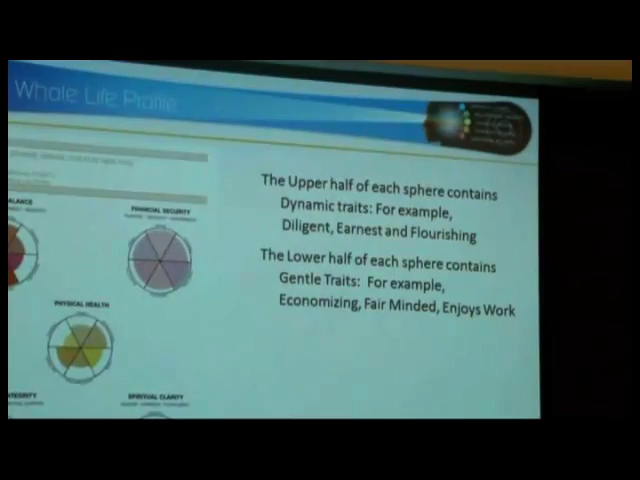 Whole Life Profile
The Upper half of each sphere contains
Dynamic traits: For example,
Diligent, Earnest and Flourishing
The Lower half of each sphere contains
Gentle Traits: For example,
Economizing, Fair Minded, Enjoys Work
ALANCE
FINANCIAL SECURITY
PHYSICAL HEALTH
TEGRITY
SPIRITUAL CLARITY